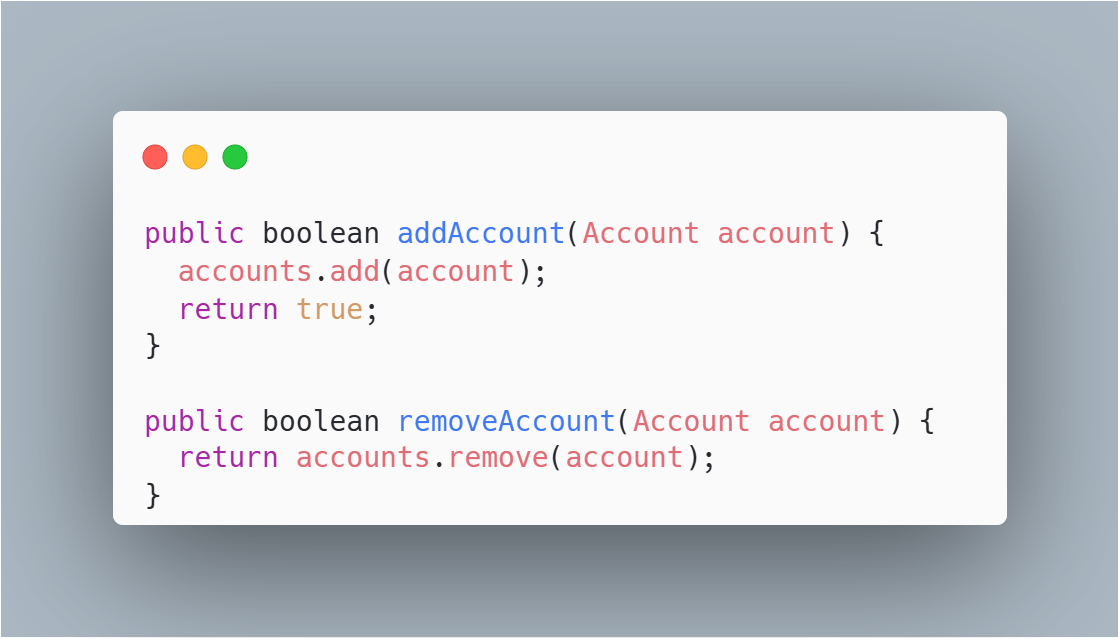 public boolean addAccount(Account account) {
  accounts.add(account);
  return true;
}

public boolean removeAccount(Account account) {
  return accounts.remove(account);
}